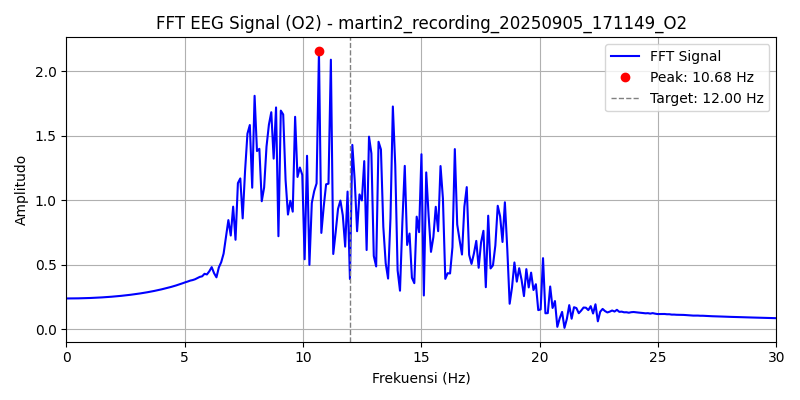 FFT EEG Signal (O2) - martin2_recording_20250905_171149_O2
FFT Signal
Peak: 10.68 Hz
Target: 12.00 Hz
Amplitudo
2.0
1.5
1.0
0.5
0.0
0 5 10 15 20 25 30
Frekuensi (Hz)